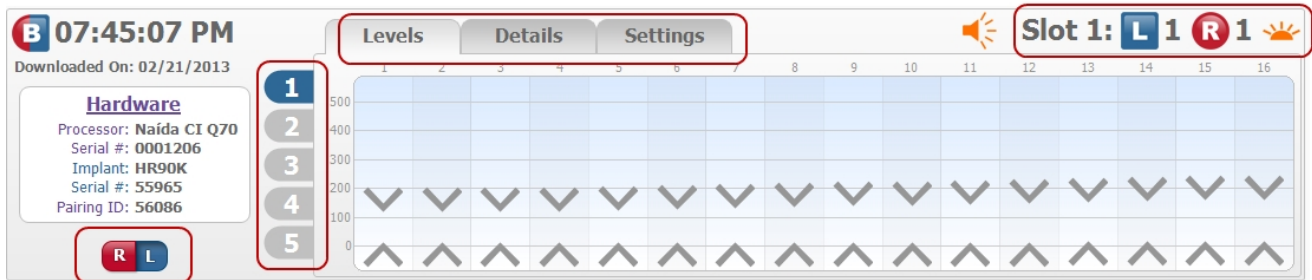 B 07:45:07 PM
Levels Details Settings
Slot 1: L 1 R 1
Downloaded On: 02/21/2013
Hardware
Processor: Naída CI Q70
Serial #: 0001206
Implant: HR90K
Serial #: 55965
Pairing ID: 56086
R L
1
2
3
4
5
1 2 3 4 5 6 7 8 9 10 11 12 13 14 15 16
500
400
300
200
100
0